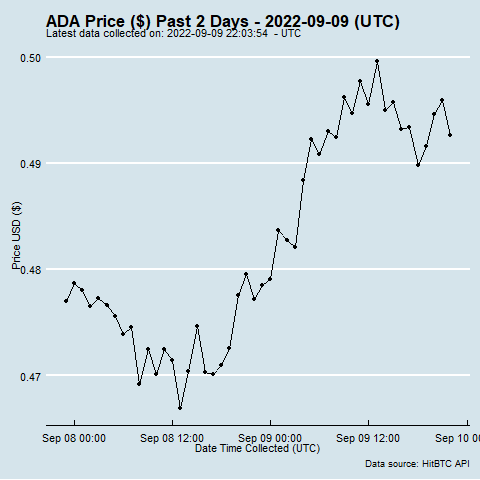 ADA Price ($) Past 2 Days - 2022-09-09 (UTC)
Latest data collected on: 2022-09-09 22:03:54 - UTC
0.50
0.49
0.48
0.47
Price USD ($)
Sep 08 00:00 Sep 08 12:00 Sep 09 00:00 Sep 09 12:00 Sep 10 00
Date Time Collected (UTC)
Data source: HitBTC API